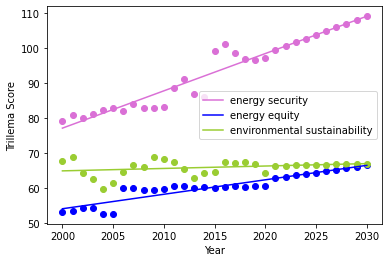 110
100
90
80
70
60
50
Trillema Score
energy security
energy equity
environmental sustainability
2000 2005 2010 2015 2020 2025 2030
Year